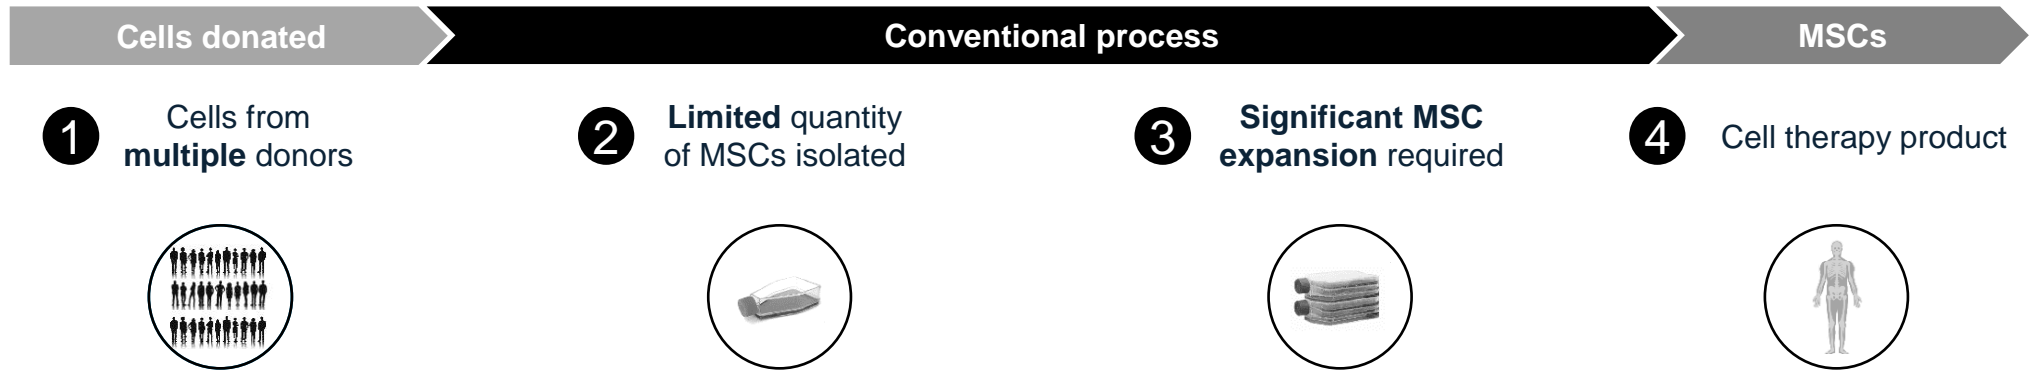 Cells donated
Conventional process
MSCs
1
Cells from
multiple donors
2
Limited quantity
of MSCs isolated
3
Significant MSC
expansion required
4
Cell therapy product